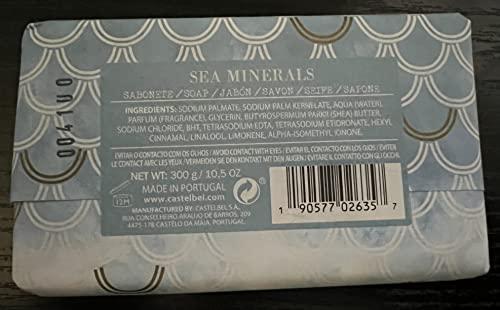 SEA MINERALS
SABONETE/SOAP/JABÓN/SAVON/SEIFE/SAPONE
INGREDIENTS: SODIUM PALMATE, SODIUM PALM KERNELATE, AQUA (WATER),
PARFUM (FRAGRANCE), GLYCERIN, BUTYROSPERMUM PARKII (SHEA) BUTTER,
SODIUM CHLORIDE, BHT, TETRASODIUM EDTA, TETRASODIUM ETIDRONATE, HEXYL
CINNAMAL, LINALOOL, LIMONENE, ALPHA-ISOMETHYL IONONE.
EVITAR O CONTACTO COM OS OLHOS / AVOID CONTACT WITH EYES / EVITAR EL CONTACTO CON LOS OJOS / EVITER
LE CONTACT AVEC LES YEUX / VERMEIDEN SIE DEN KONTAKT MIT DEN AUGEN / EVITARE IL CONTATTO CON GLI OCCHI.
NET WT: 300 g / 10,5 OZ
MADE IN PORTUGAL
www.castelbel.com
12M
MANUFACTURED BY: CASTELBEL S.A.
RUA CONSELHEIRO ARAÚJO DE BARROS, 209
4475-178 CASTELO DA MAIA. PORTUGAL.
1 90577 02635 7
0041U0